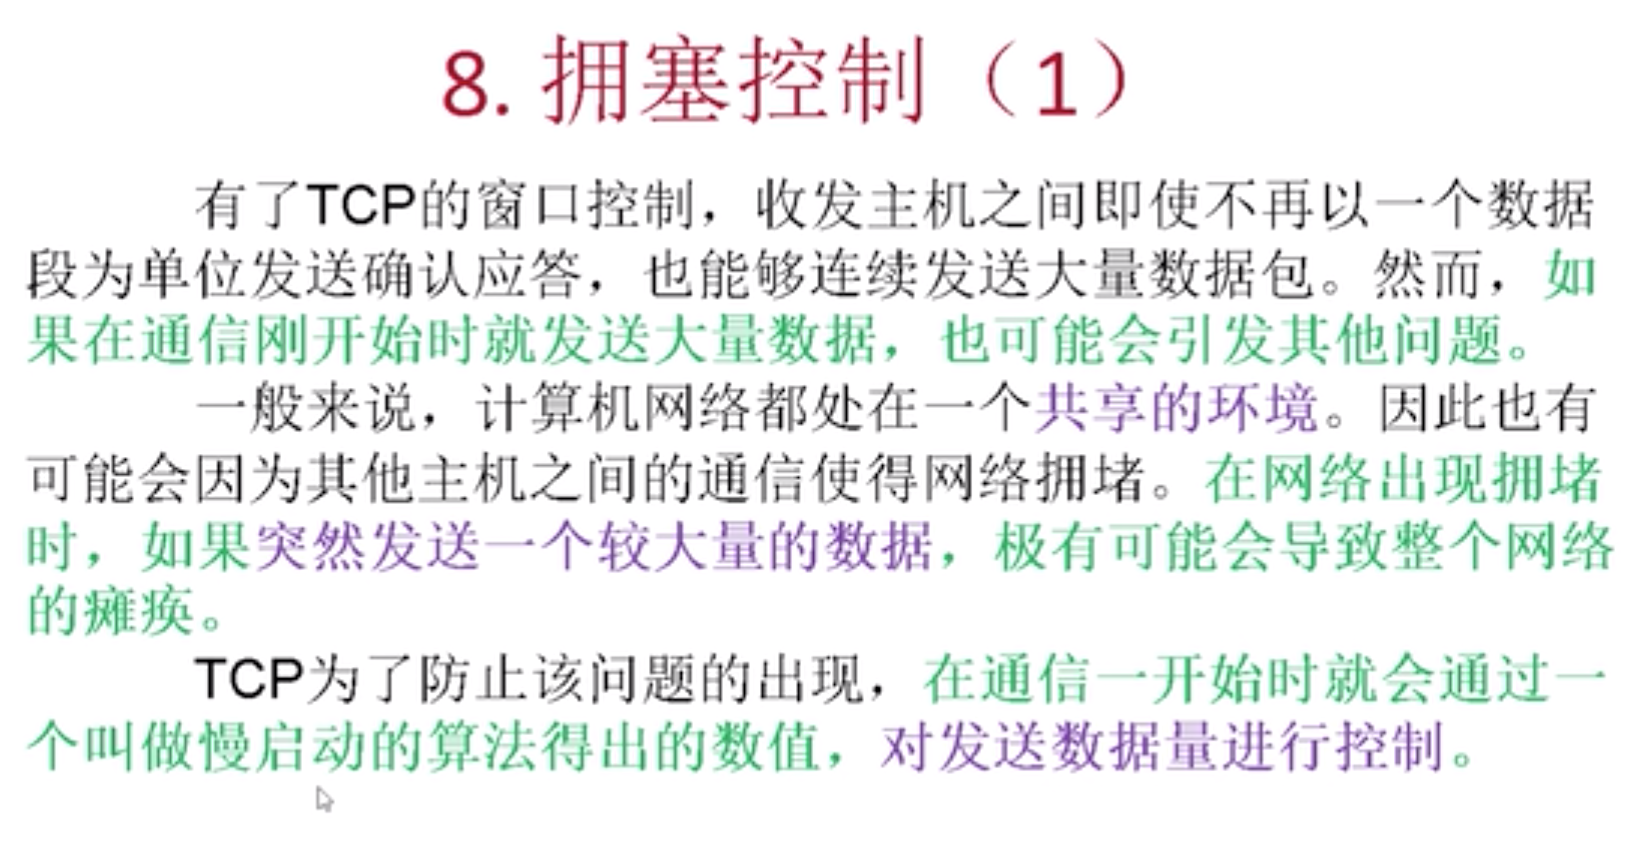 8. 拥塞控制（1）
有了TCP的窗口控制，收发主机之间即使不再以一个数据
段为单位发送确认应答，也能够连续发送大量数据包。然而，如
果在通信刚开始时就发送大量数据，也可能会引发其他问题。
一般来说，计算机网络都处在一个共享的环境。因此也有
可能会因为其他主机之间的通信使得网络拥堵。在网络出现拥堵
时，如果突然发送一个较大量的数据，极有可能会导致整个网络
的瘫痪。
TCP为了防止该问题的出现，在通信一开始时就会通过一
个叫做慢启动的算法得出的数值，对发送数据量进行控制。